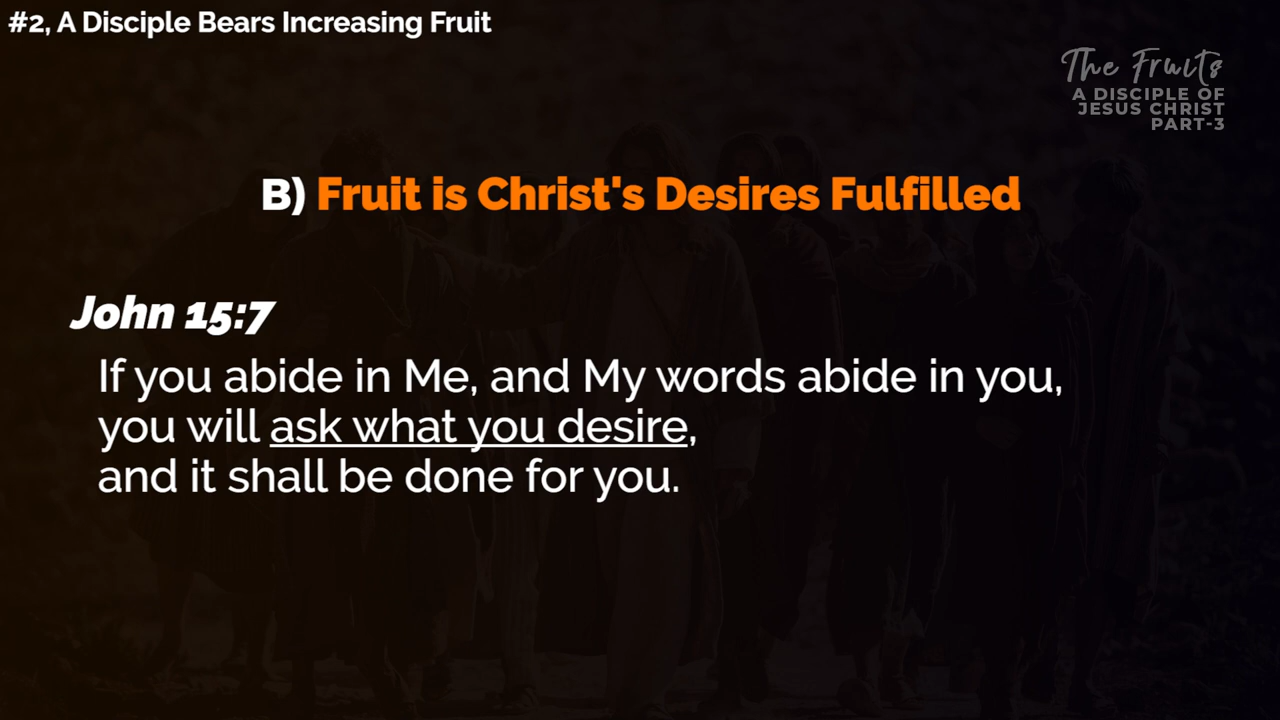 #2, A Disciple Bears Increasing Fruit
The Fruits
A DISCIPLE OF
JESUS CHRIST
PART-3
B) Fruit is Christ's Desires Fulfilled
John 15:7
If you abide in Me, and My words abide in you,
you will ask what you desire,
and it shall be done for you.